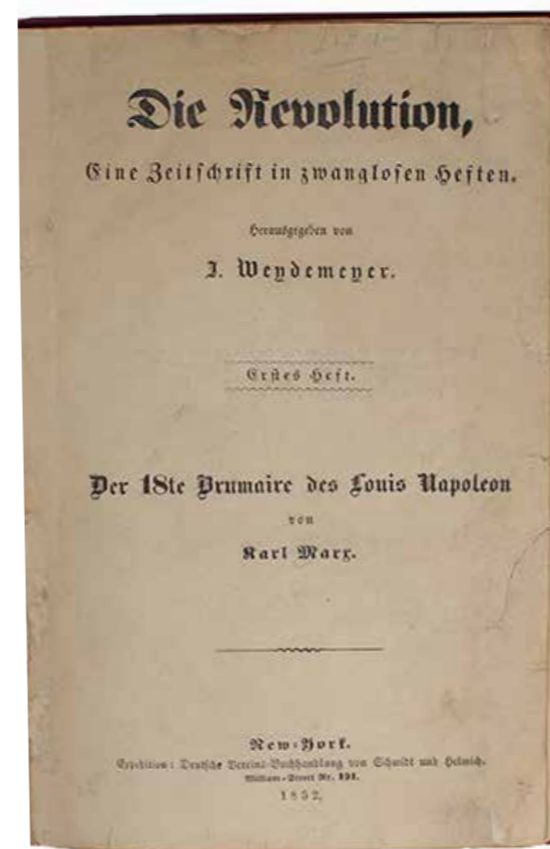 Die Revolution,
Eine Zeitschrift in zwanglosen Heften.
Herausgegeben von
J. Weydemeyer.
Erstes Heft.
Der 18te Brumaire des Louis Napoleon
von
Karl Marx.
New-York.
Expedition: Deutsche Vereins-Buchhandlung von Schmidt und Helmich.
William-Street Nr. 191.
1852.